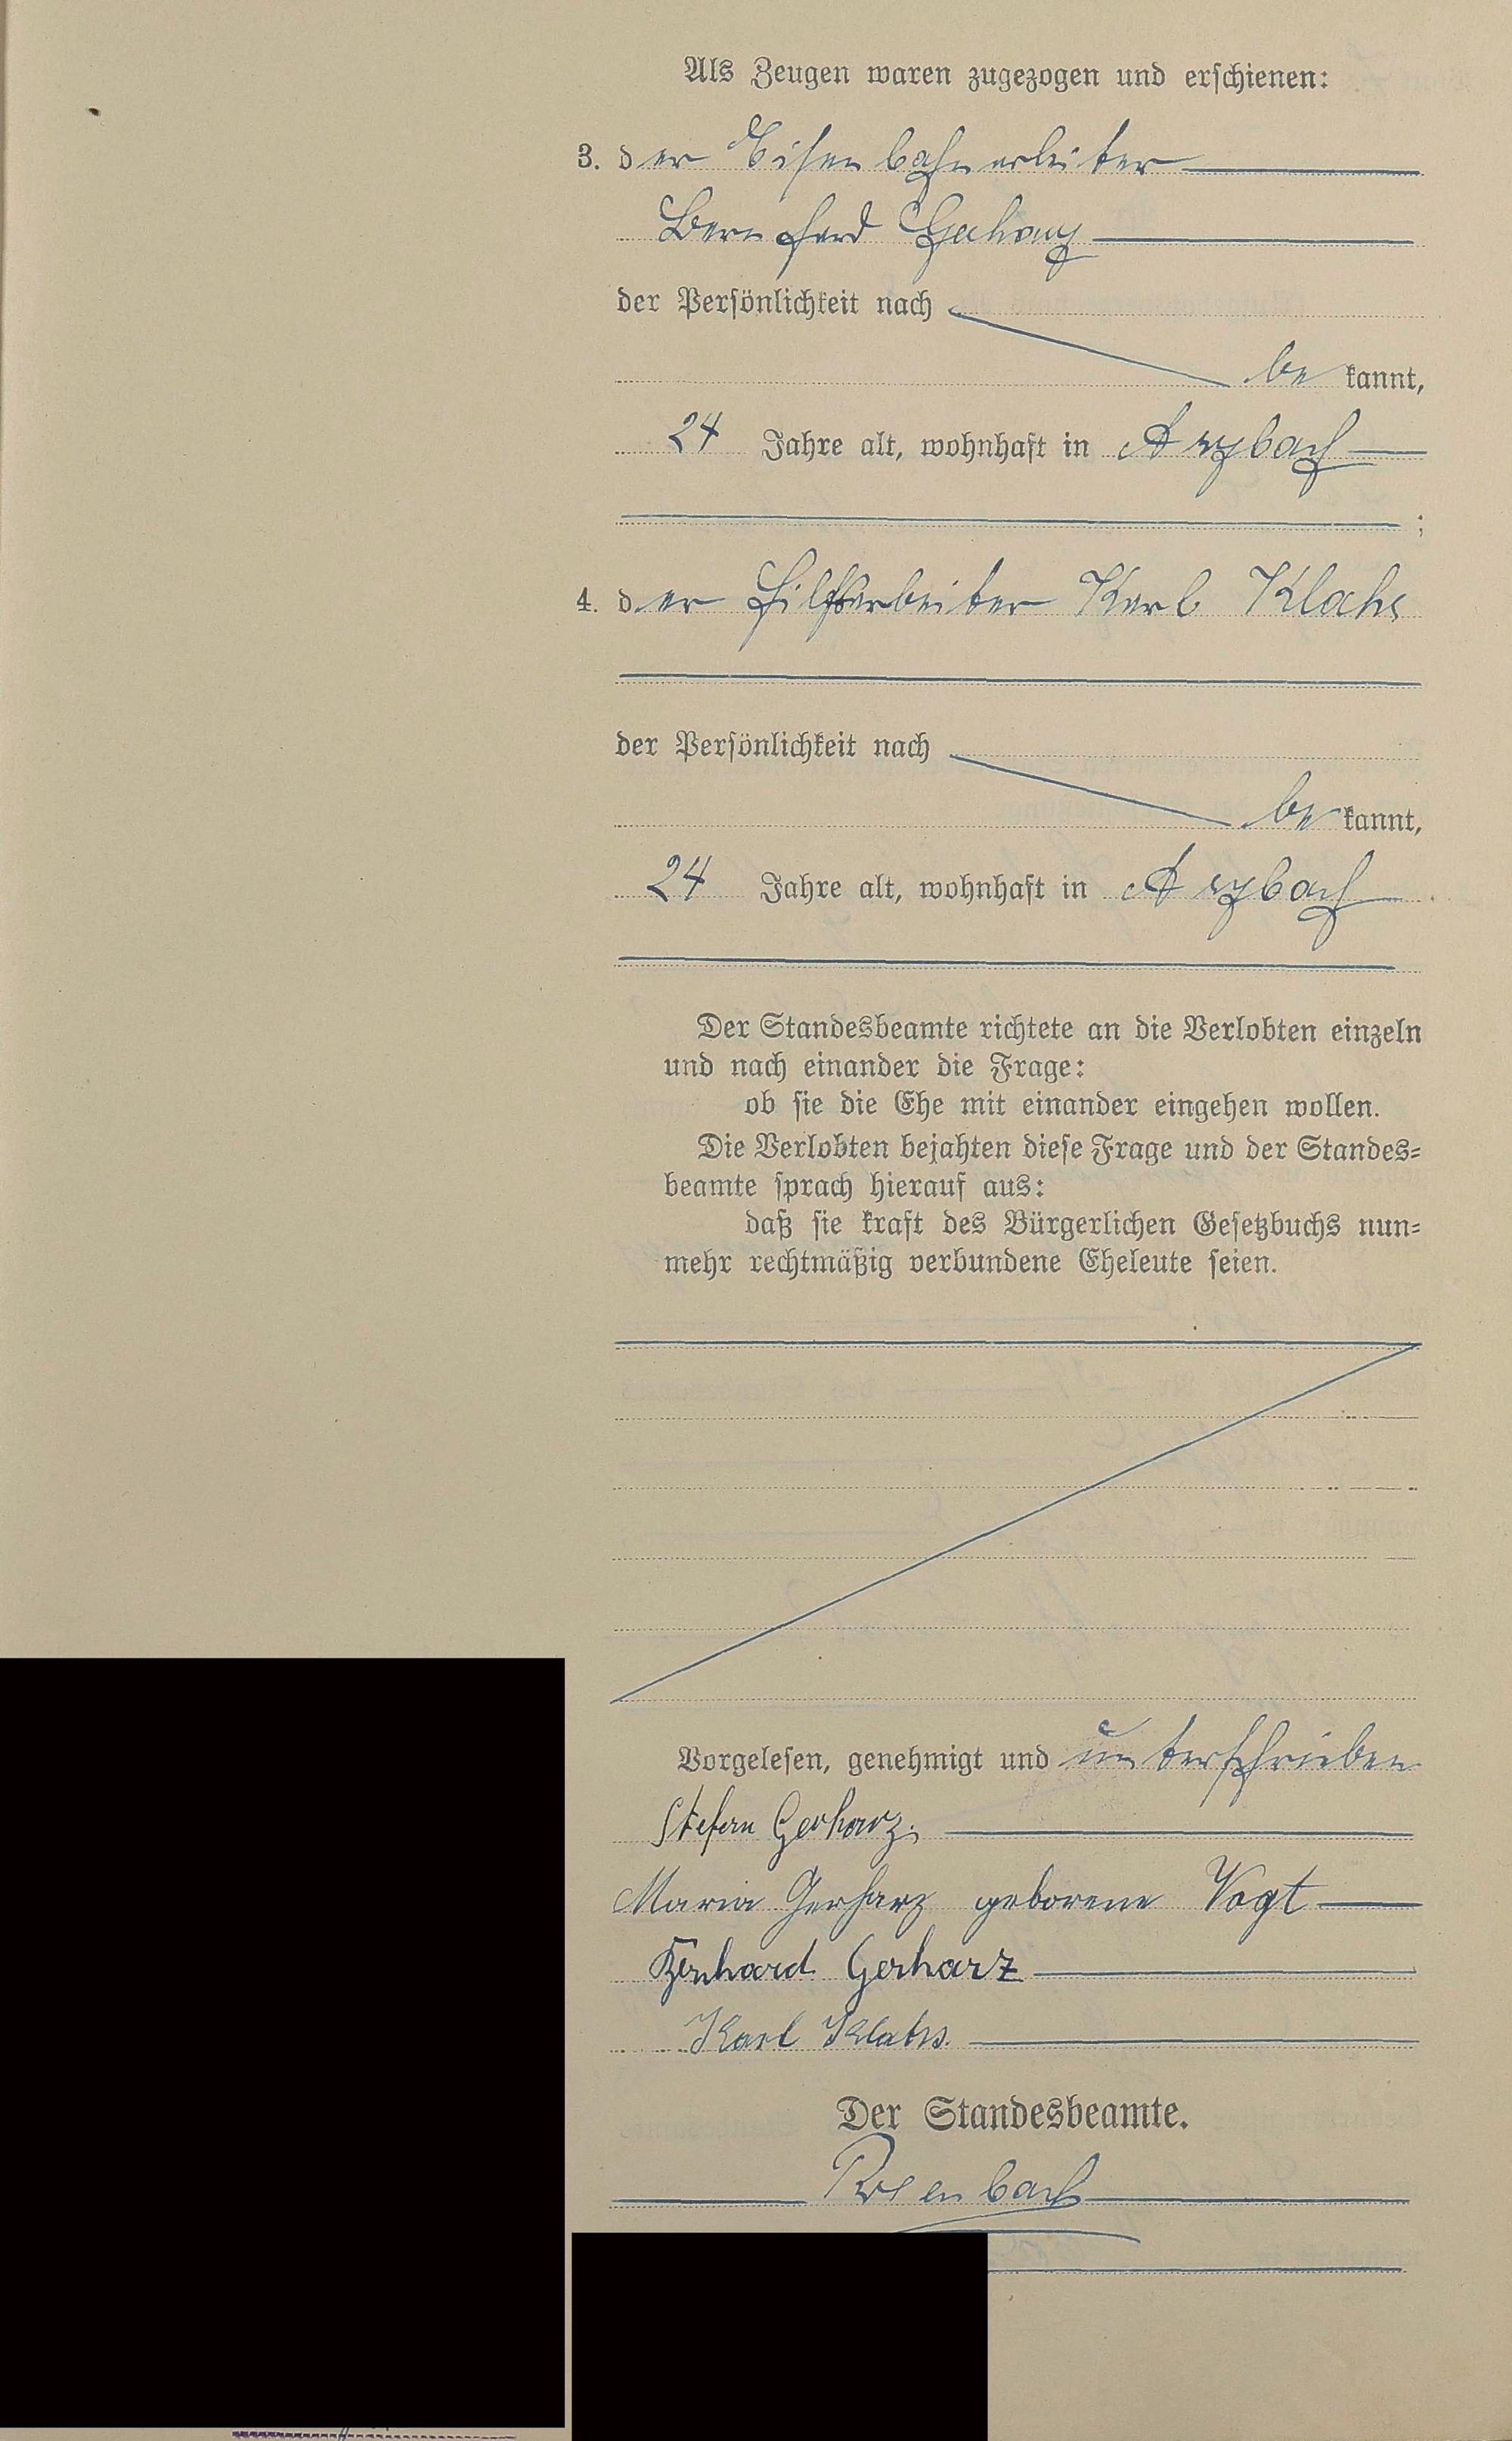 Als Zeugen waren zugezogen und erschienen:
3. der Eisenbahnarbeiter
Bernhard Gerharz
der Persönlichkeit nach
be kannt,
24 Jahre alt, wohnhaft in Arzbach
;
4. der Hilfsarbeiter Karl Klahs
der Persönlichkeit nach
be kannt,
24 Jahre alt, wohnhaft in Arzbach
Der Standesbeamte richtete an die Verlobten einzeln
und nach einander die Frage:
ob sie die Ehe mit einander eingehen wollen.
Die Verlobten bejahten diese Frage und der Standes=
beamte sprach hierauf aus:
daß sie kraft des Bürgerlichen Gesetzbuchs nun=
mehr rechtmäßig verbundene Eheleute seien.
Vorgelesen, genehmigt und unterschrieben
Stefan Gerharz.
Maria Gerharz geborene Vogt
Bernhard Gerharz
Karl Klahs.
Der Standesbeamte.